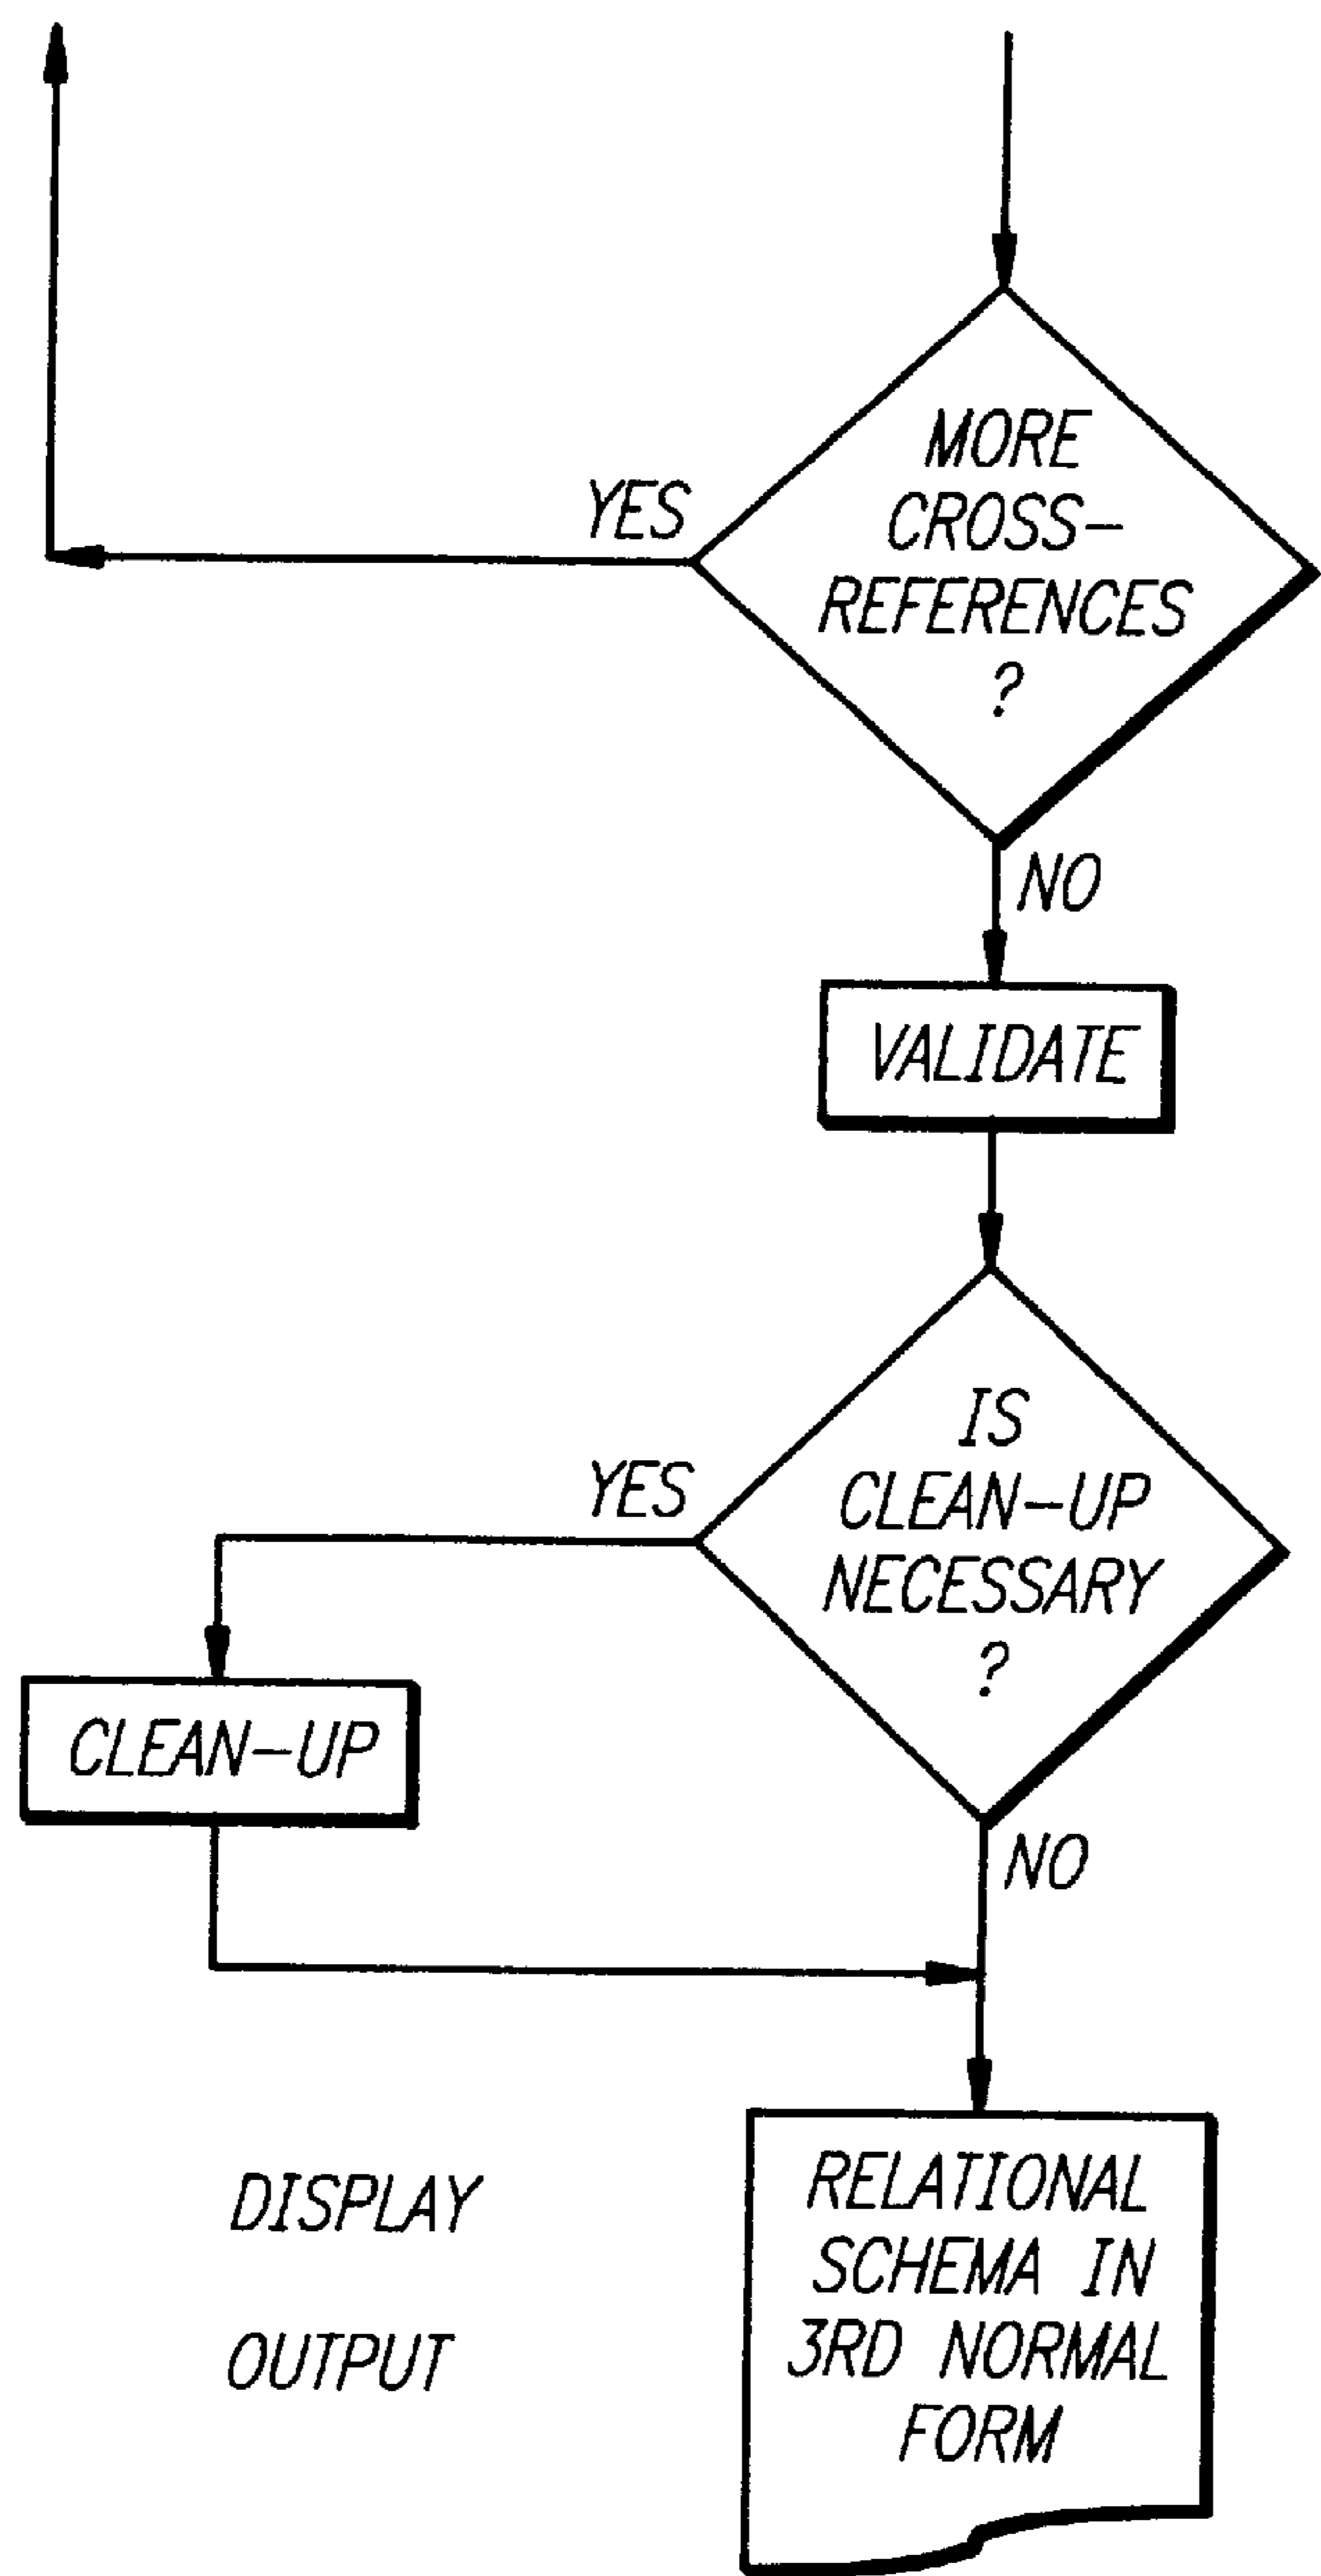 MORE
CROSS-
REFERENCES
?
YES
NO
VALIDATE
IS
CLEAN-UP
NECESSARY
?
YES
NO
CLEAN-UP
DISPLAY
OUTPUT
RELATIONAL
SCHEMA IN
3RD NORMAL
FORM